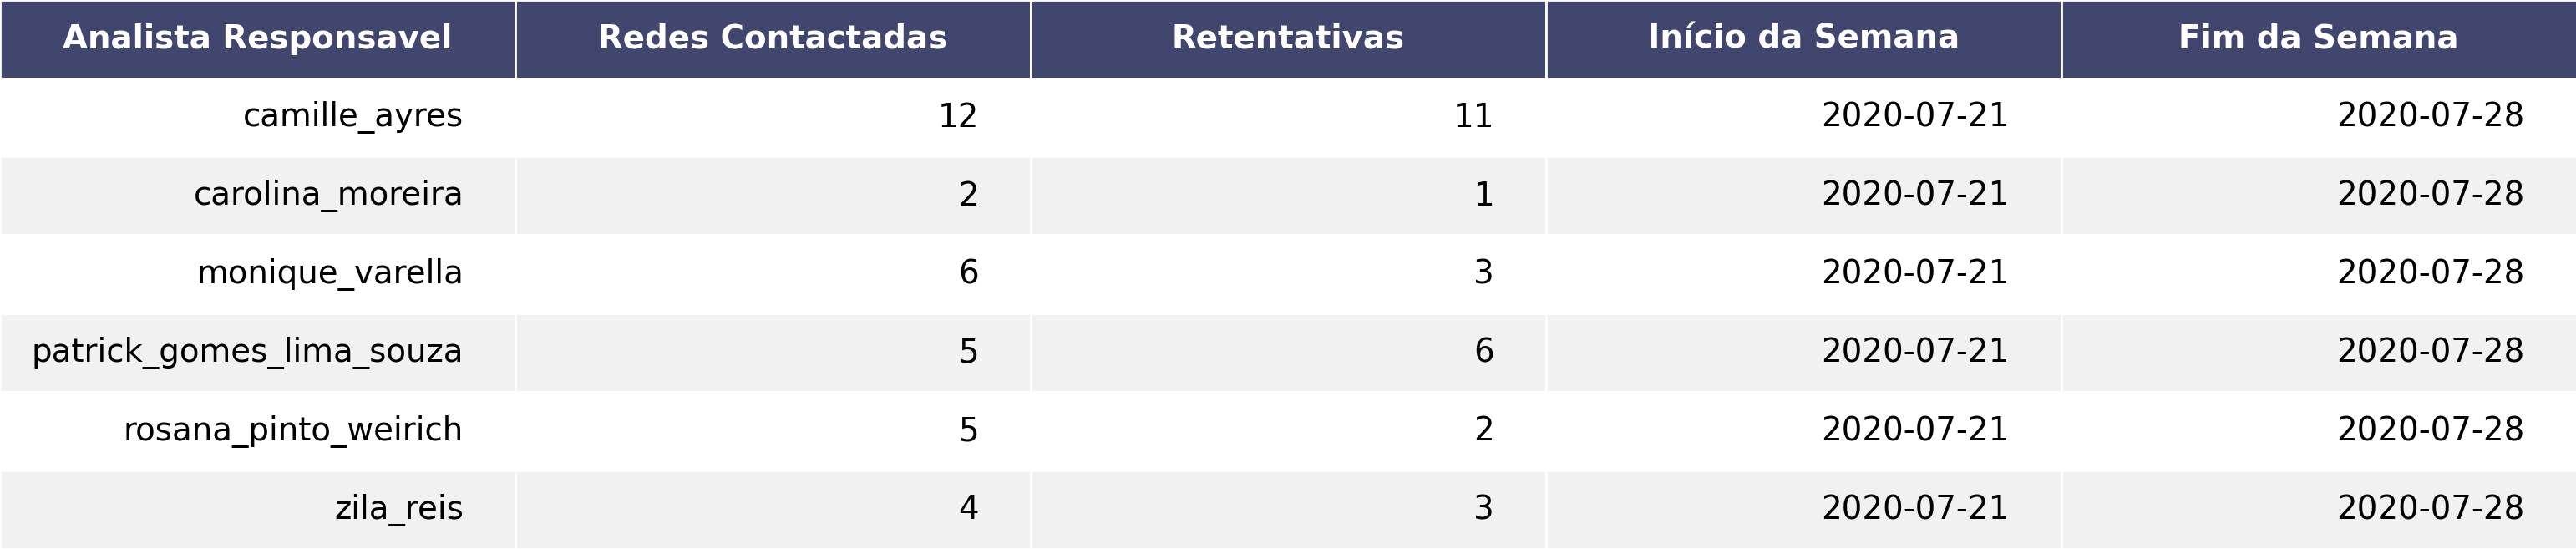 Analista Responsavel Redes Contactadas Retentativas Início da Semana Fim da Semana
camille_ayres 12 11 2020-07-21 2020-07-28
carolina_moreira 2 1 2020-07-21 2020-07-28
monique_varella 6 3 2020-07-21 2020-07-28
patrick_gomes_lima_souza 5 6 2020-07-21 2020-07-28
rosana_pinto_weirich 5 2 2020-07-21 2020-07-28
zila_reis 4 3 2020-07-21 2020-07-28